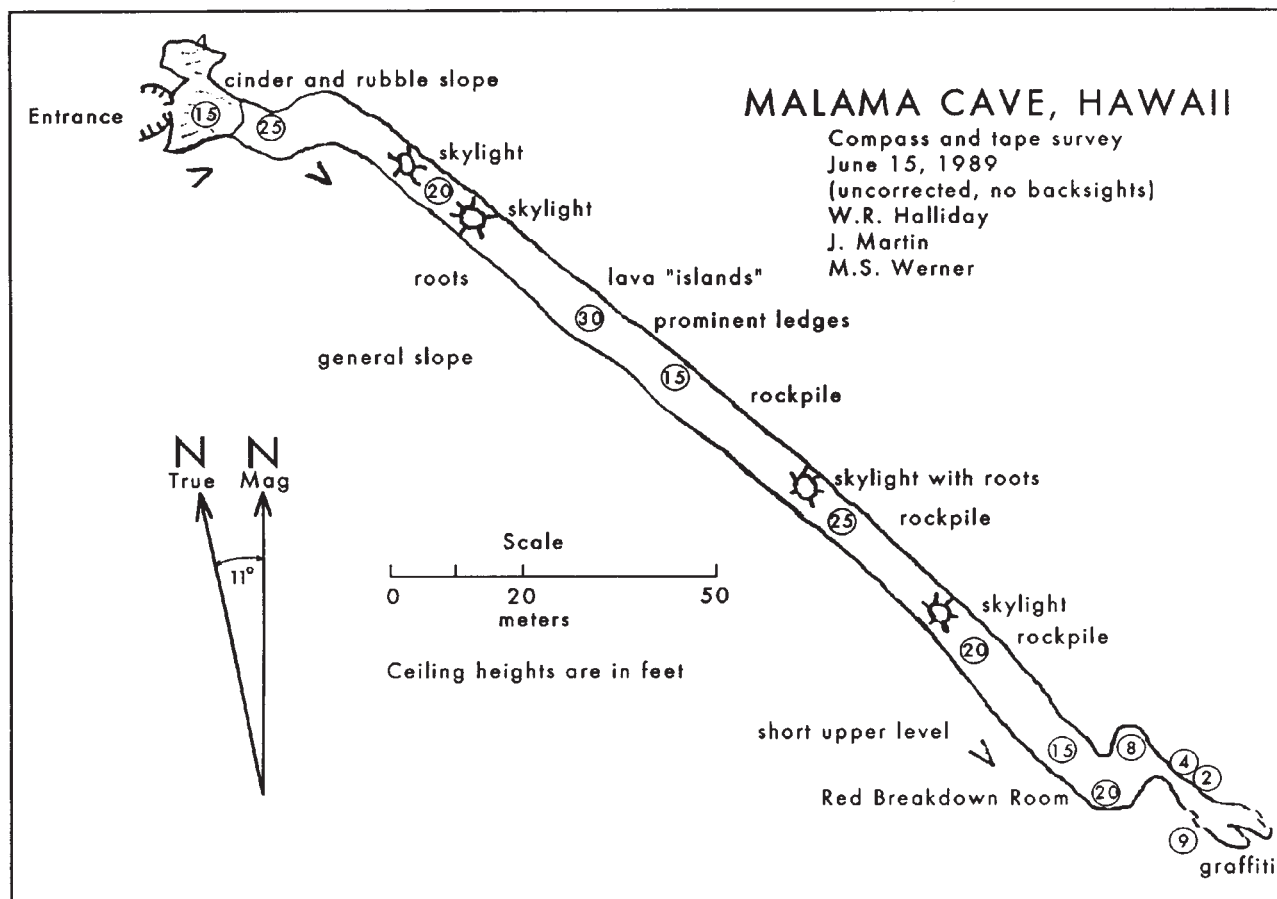 MALAMA CAVE, HAWAII
Compass and tape survey
June 15, 1989
(uncorrected, no backsights)
W.R. Halliday
J. Martin
M.S. Werner
cinder and rubble slope
Entrance
15
25
skylight
20
skylight
roots
lava "islands"
30
prominent ledges
general slope
15
rockpile
skylight with roots
25
rockpile
N N
True Mag
11°
Scale
0 20 50
meters
Ceiling heights are in feet
skylight
rockpile
20
short upper level
15
8
4
2
Red Breakdown Room
20
9
graffiti